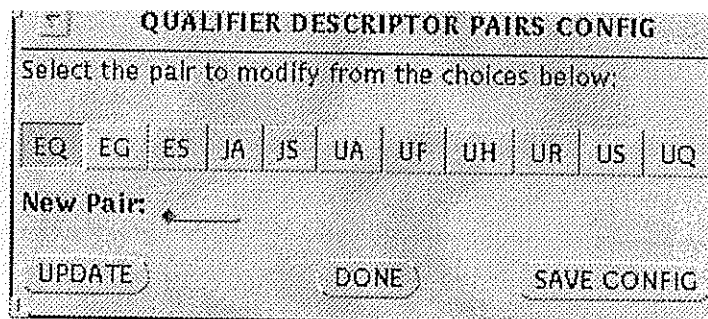 QUALIFIER DESCRIPTOR PAIRS CONFIG
Select the pair to modify from the choices below:
EQ EG ES JA JS UA UF UH UR US UQ
New Pair:
UPDATE DONE SAVE CONFIG